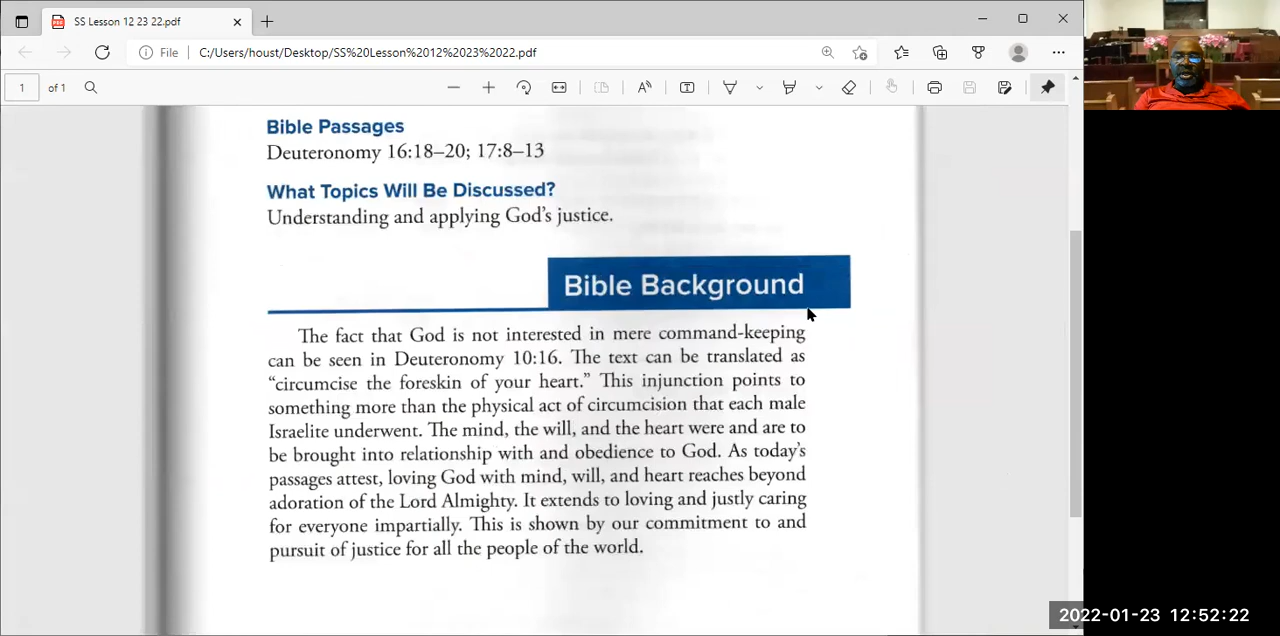 SS Lesson 12 23 22.pdf
File
C:/Users/houst/Desktop/SS%20Lesson%2012%2023%2022.pdf
1 of 1
Bible Passages
Deuteronomy 16:18–20; 17:8–13
What Topics Will Be Discussed?
Understanding and applying God’s justice.
Bible Background
The fact that God is not interested in mere command-keeping
can be seen in Deuteronomy 10:16. The text can be translated as
“circumcise the foreskin of your heart.” This injunction points to
something more than the physical act of circumcision that each male
Israelite underwent. The mind, the will, and the heart were and are to
be brought into relationship with and obedience to God. As today’s
passages attest, loving God with mind, will, and heart reaches beyond
adoration of the Lord Almighty. It extends to loving and justly caring
for everyone impartially. This is shown by our commitment to and
pursuit of justice for all the people of the world.
2022-01-23 12:52:22